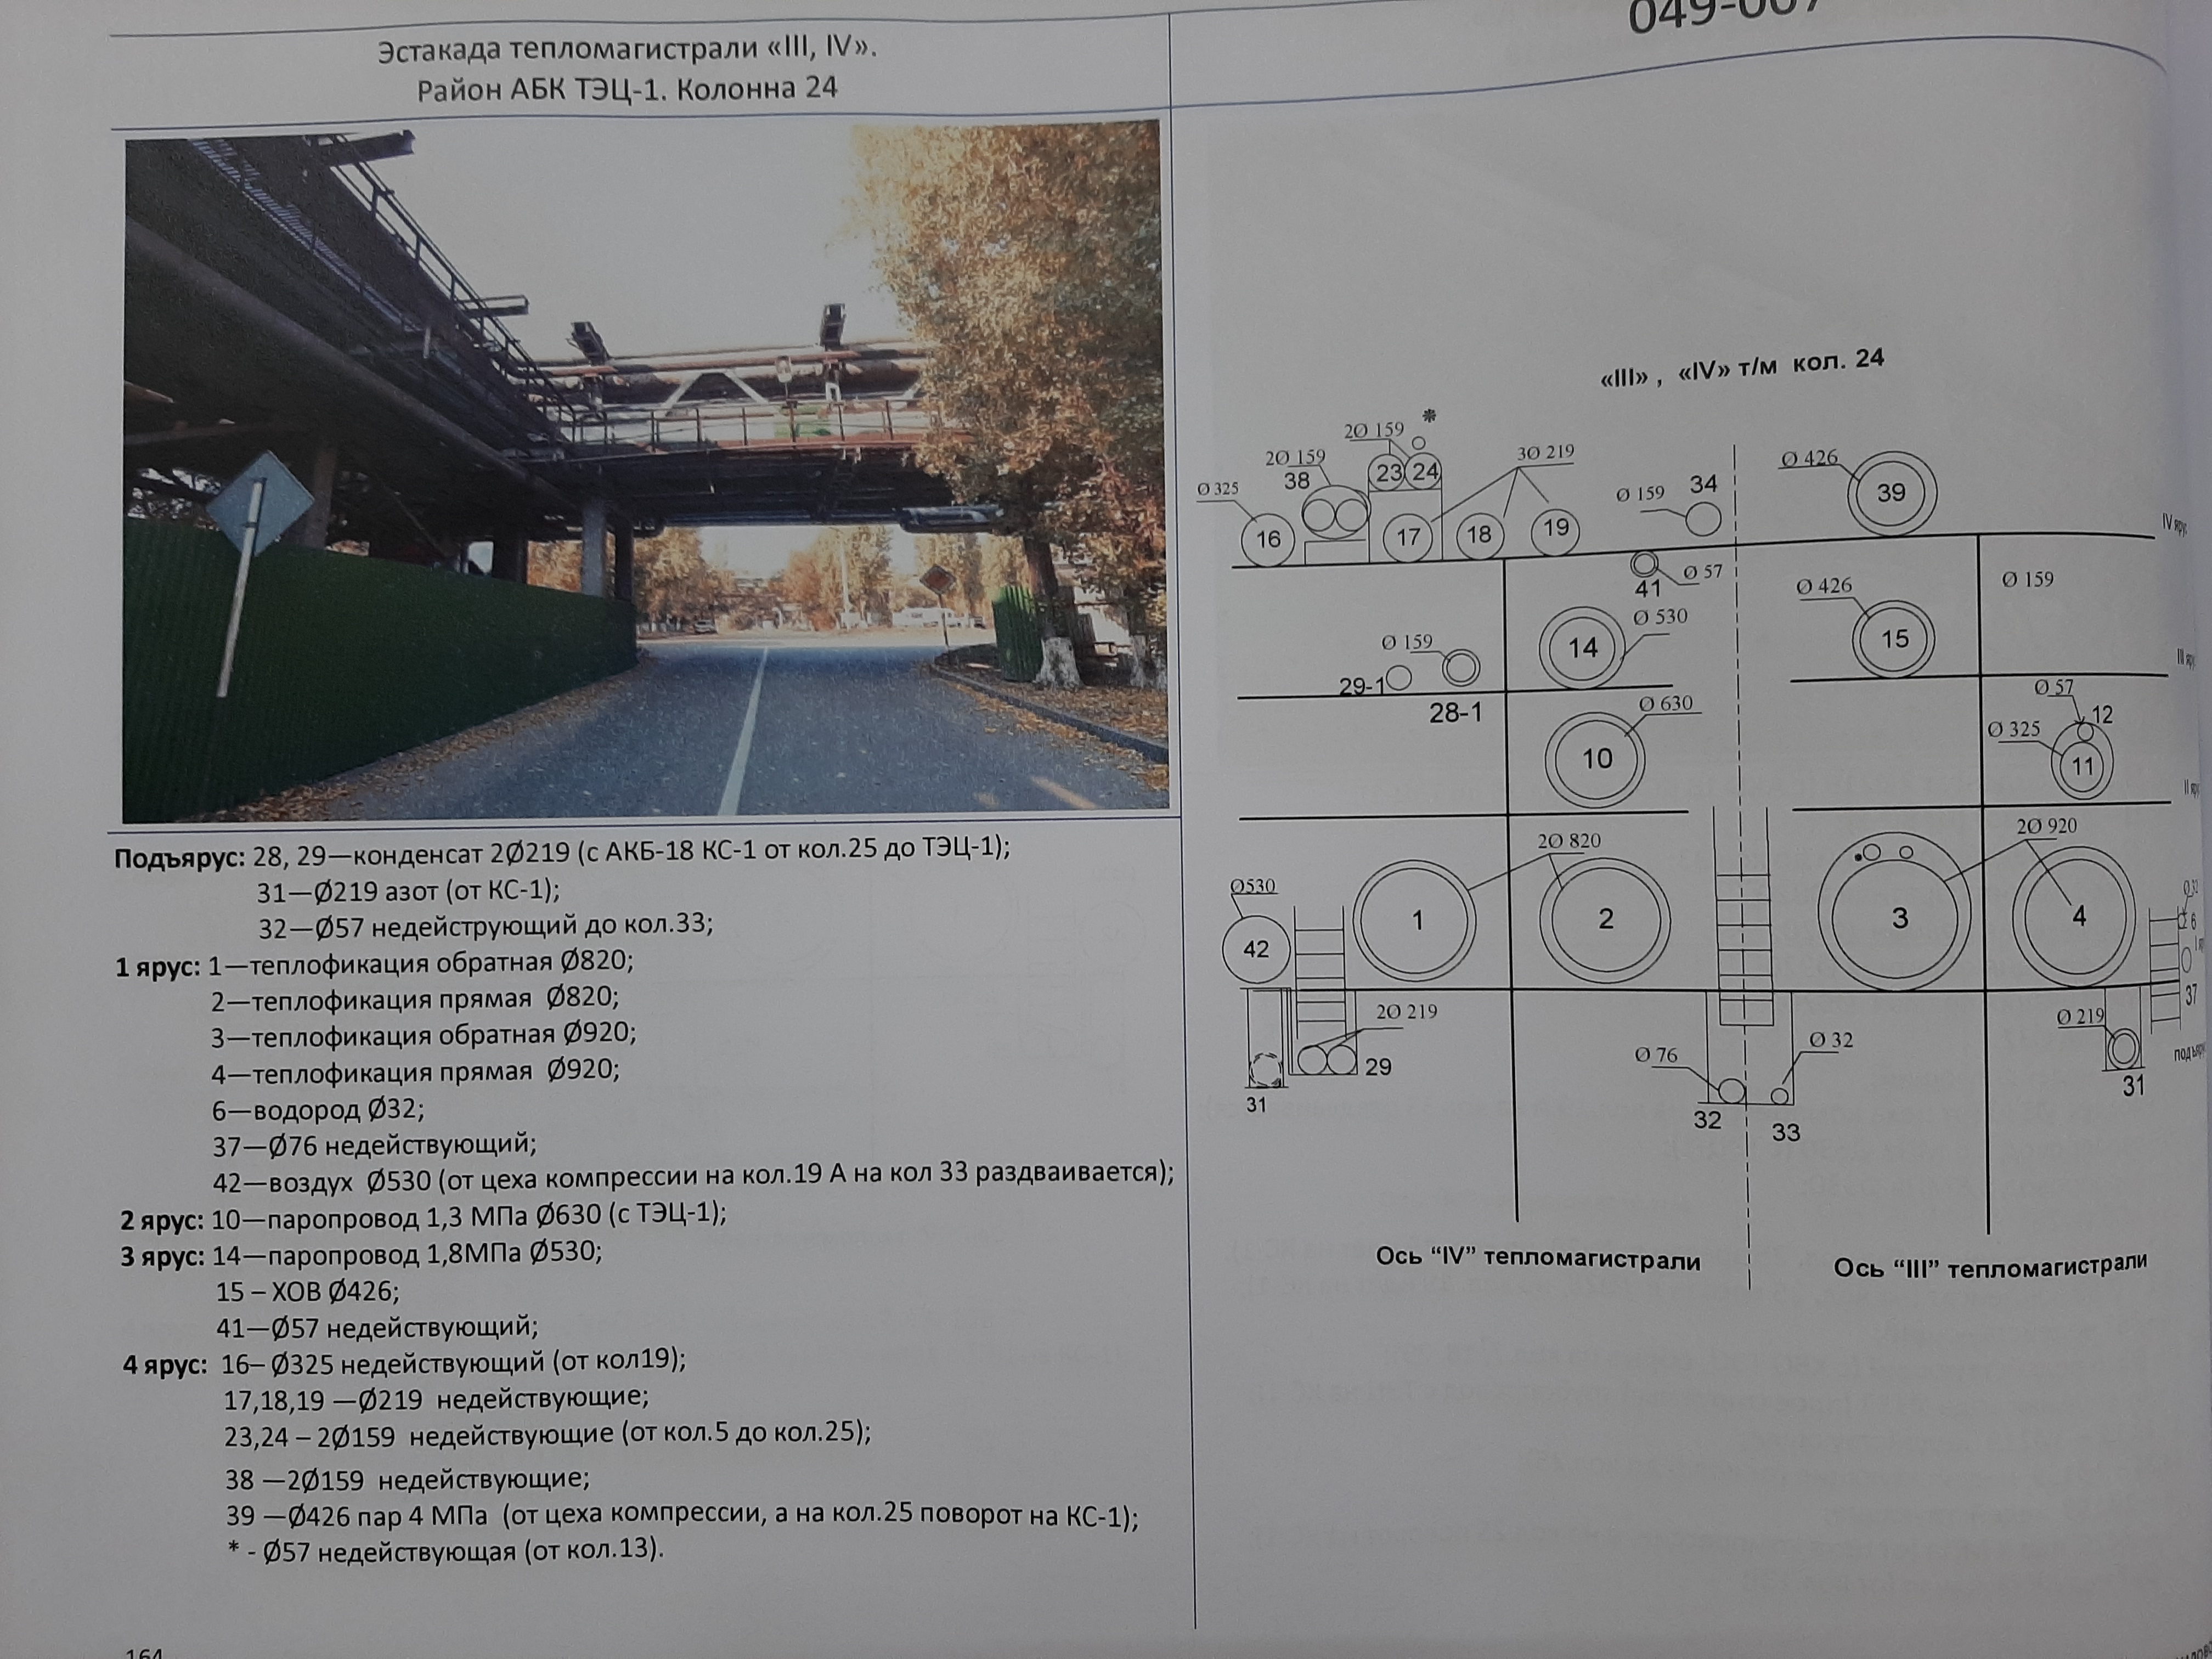 Эстакада тепломагистрали «III, IV».
Район АБК ТЭЦ-1. Колонна 24
Подъярус: 28, 29—конденсат 2Ø219 (с АКБ-18 КС-1 от кол.25 до ТЭЦ-1);
31—Ø219 азот (от КС-1);
32—Ø57 недейструющий до кол.33;
1 ярус: 1—теплофикация обратная Ø820;
2—теплофикация прямая Ø820;
3—теплофикация обратная Ø920;
4—теплофикация прямая Ø920;
6—водород Ø32;
37—Ø76 недействующий;
42—воздух Ø530 (от цеха компрессии на кол.19 А на кол 33 раздваивается);
2 ярус: 10—паропровод 1,3 МПа Ø630 (с ТЭЦ-1);
3 ярус: 14—паропровод 1,8МПа Ø530;
15 – ХОВ Ø426;
41—Ø57 недействующий;
4 ярус: 16– Ø325 недействующий (от кол19);
17,18,19 —Ø219 недействующие;
23,24 – 2Ø159 недействующие (от кол.5 до кол.25);
38 —2Ø159 недействующие;
39 —Ø426 пар 4 МПа (от цеха компрессии, а на кол.25 поворот на КС-1);
* - Ø57 недействующая (от кол.13).
164
049-007
«III» , «IV» т/м кол. 24
*
2Ø 159
2Ø 159
38
23 24
3Ø 219
Ø 325
16
17
18
19
Ø 159
34
Ø 426
39
IV ярус
41
Ø 57
Ø 426
Ø 159
Ø 159
14
Ø 530
15
29-1
28-1
Ø 630
10
Ø 57
12
Ø 325
11
2Ø 820
2Ø 920
Ø530
42
1
2
3
4
6
37
2Ø 219
29
31
Ø 76
32
Ø 32
33
Ø 219
31
Ось “IV” тепломагистрали
Ось “III” тепломагистрали